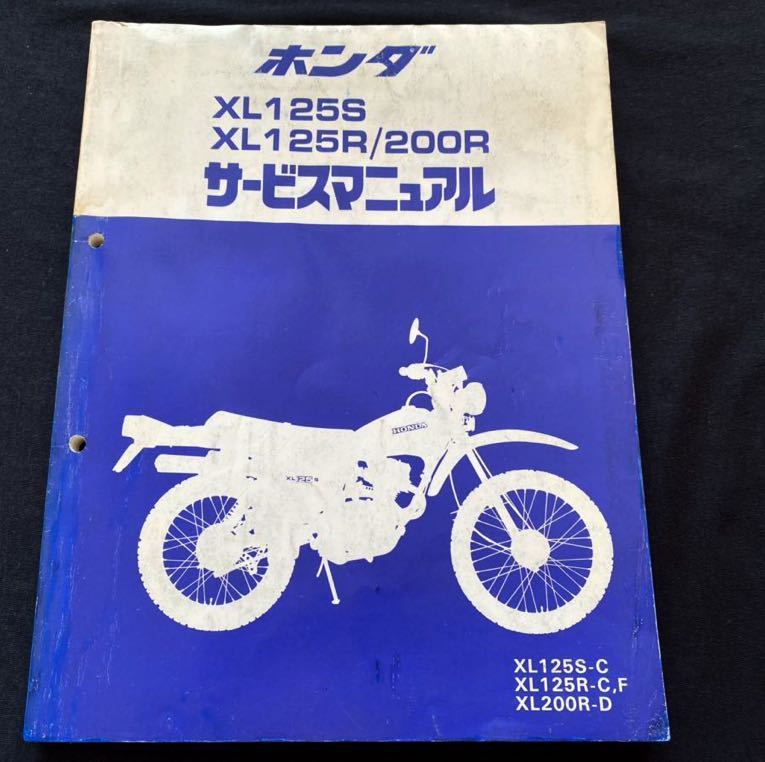 ホンダ
XL125S
XL125R/200R
サービスマニュアル
HONDA
XL125S
XL125S-C
XL125R-C,F
XL200R-D